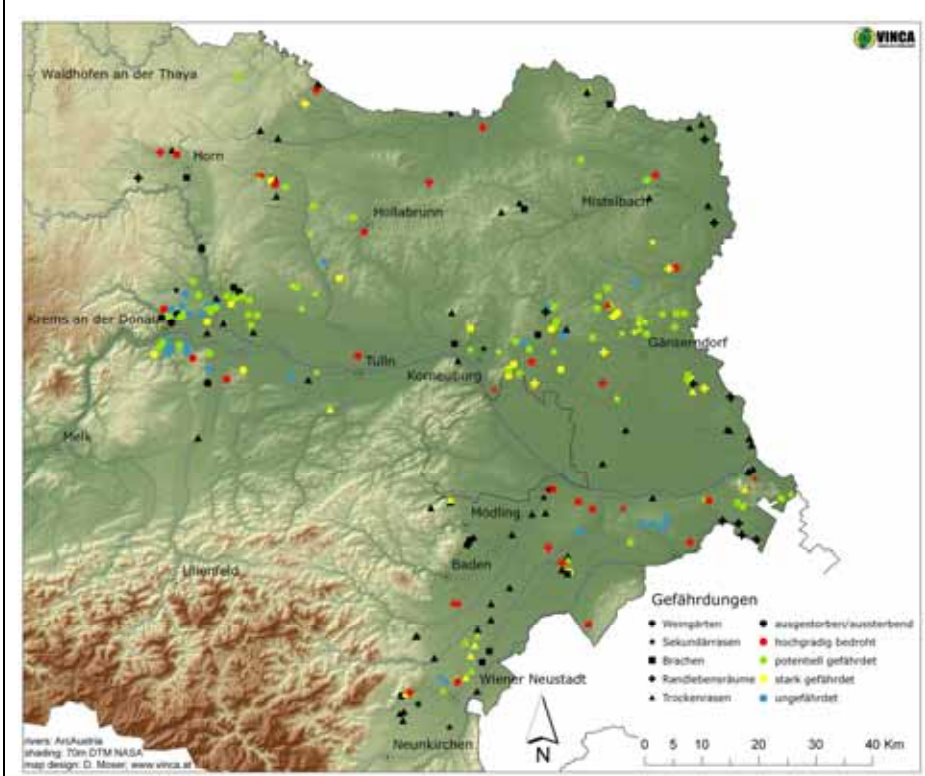 VINCA
Waidhofen an der Thaya
Horn
Hollabrunn
Mistelbach
Krems an der Donau
Gänserndorf
Tulln
Korneuburg
Melk
Mödling
Baden
Lilienfeld
Wiener Neustadt
Neunkirchen
Gefährdungen
Weingärten
Sekundärrasen
Brachen
Randlebensräume
Trockenrasen
ausgestorben/aussterbend
hochgradig bedroht
potentiell gefährdet
stark gefährdet
ungefährdet
N
0 5 10 20 30 40 Km
rivers: ArcAustria
shading: 70m DTM NASA
map design: D. Moser, www.vinca.at